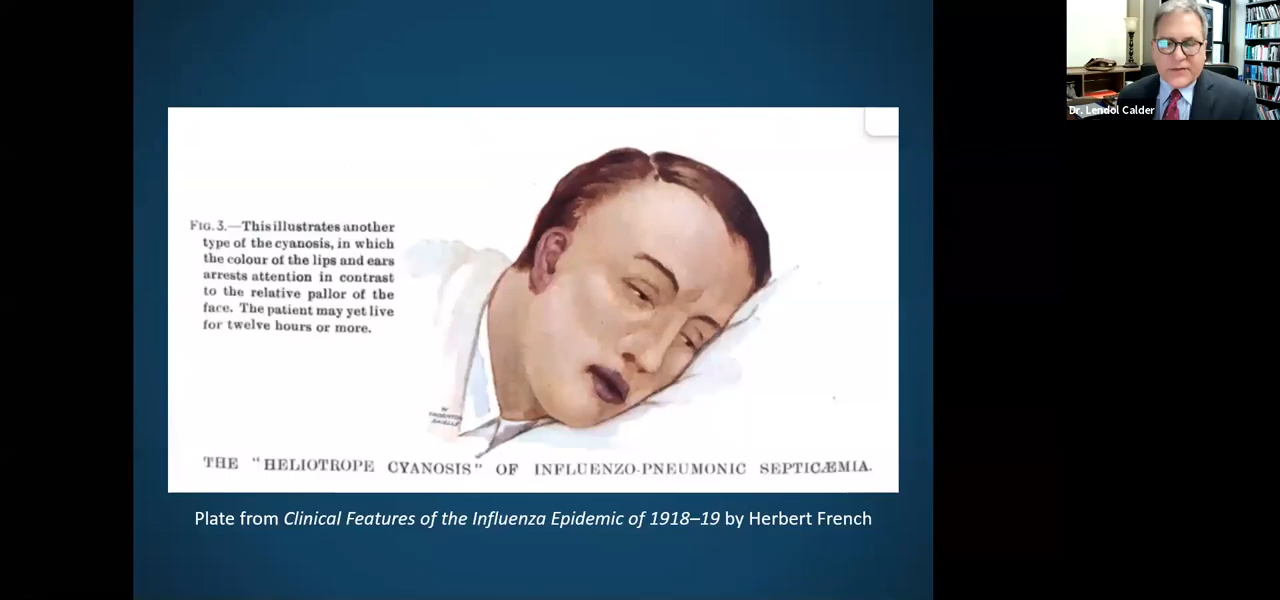 Dr. Lendol Calder
FIG. 3.—This illustrates another
type of the cyanosis, in which
the colour of the lips and ears
arrests attention in contrast
to the relative pallor of the
face. The patient may yet live
for twelve hours or more.
THE "HELIOTROPE CYANOSIS" OF INFLUENZO-PNEUMONIC SEPTICÆMIA.
Plate from Clinical Features of the Influenza Epidemic of 1918–19 by Herbert French